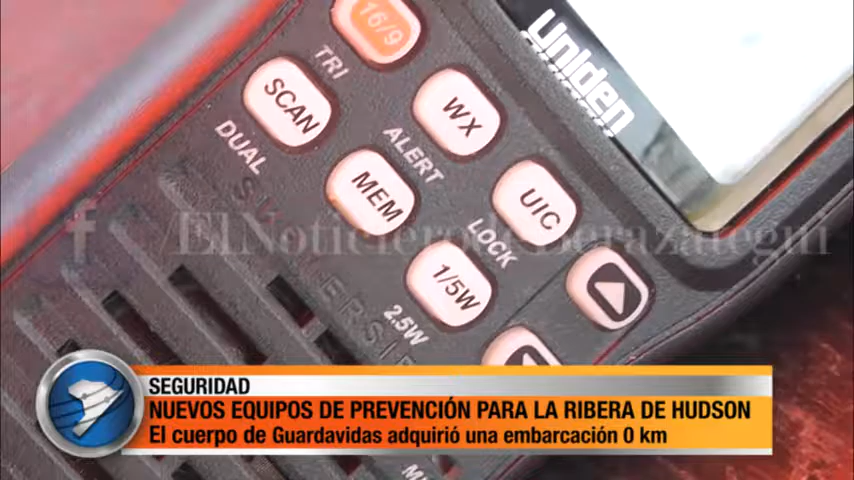 16/9
TRI
Uniden
SCAN
WX
DUAL
ALERT
MEM
UIC
LOCK
/ElNoticierodeBerazategui
1/5W
2.5W
SEGURIDAD
NUEVOS EQUIPOS DE PREVENCIÓN PARA LA RIBERA DE HUDSON
El cuerpo de Guardavidas adquirió una embarcación 0 km